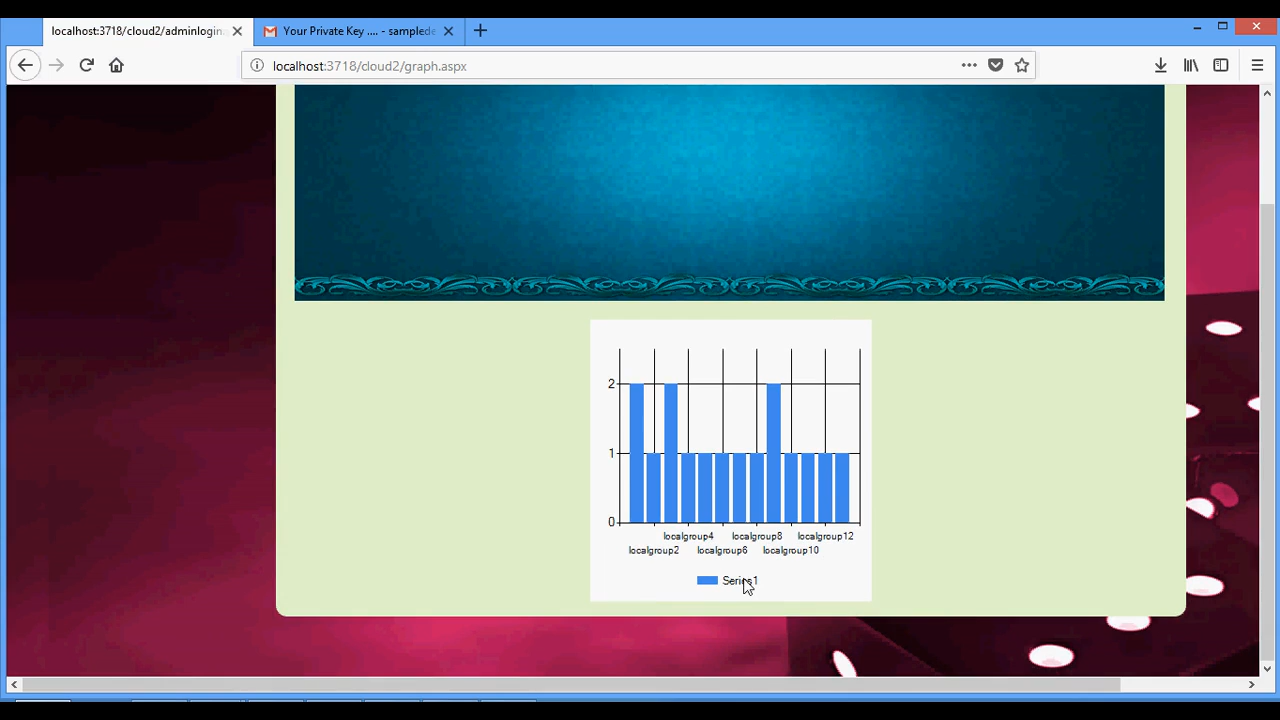 localhost:3718/cloud2/adminlogin
Your Private Key .... - samplede
localhost:3718/cloud2/graph.aspx
2
1
0
localgroup4 localgroup8 localgroup12
localgroup2 localgroup6 localgroup10
Series1